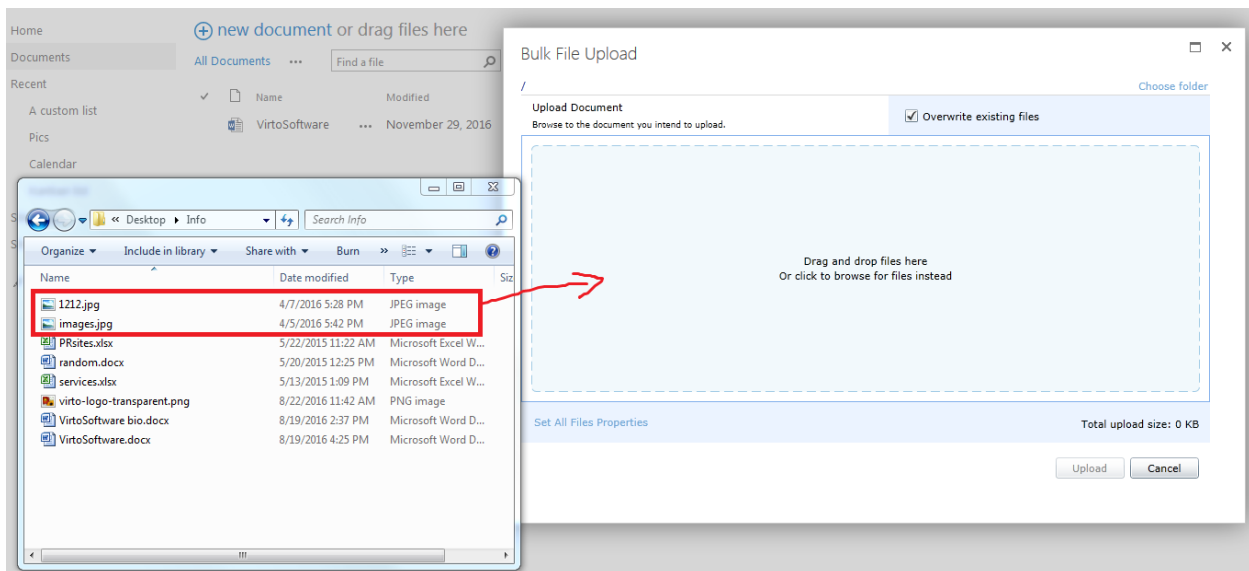 Home
Documents
Recent
A custom list
Pics
Calendar
new document or drag files here
All Documents ... Find a file
Name Modified
VirtoSoftware ... November 29, 2016
Bulk File Upload
/
Choose folder
Upload Document
Browse to the document you intend to upload.
Overwrite existing files
Drag and drop files here
Or click to browse for files instead
Set All Files Properties
Total upload size: 0 KB
Upload Cancel
« Desktop Info Search Info
Organize Include in library Share with Burn »
Name Date modified Type Siz
1212.jpg 4/7/2016 5:28 PM JPEG image
images.jpg 4/5/2016 5:42 PM JPEG image
PRsites.xlsx 5/22/2015 11:22 AM Microsoft Excel W...
random.docx 5/20/2015 12:25 PM Microsoft Word D...
services.xlsx 5/13/2015 1:09 PM Microsoft Excel W...
virto-logo-transparent.png 8/22/2016 11:42 AM PNG image
VirtoSoftware bio.docx 8/19/2016 2:37 PM Microsoft Word D...
VirtoSoftware.docx 8/19/2016 4:25 PM Microsoft Word D...